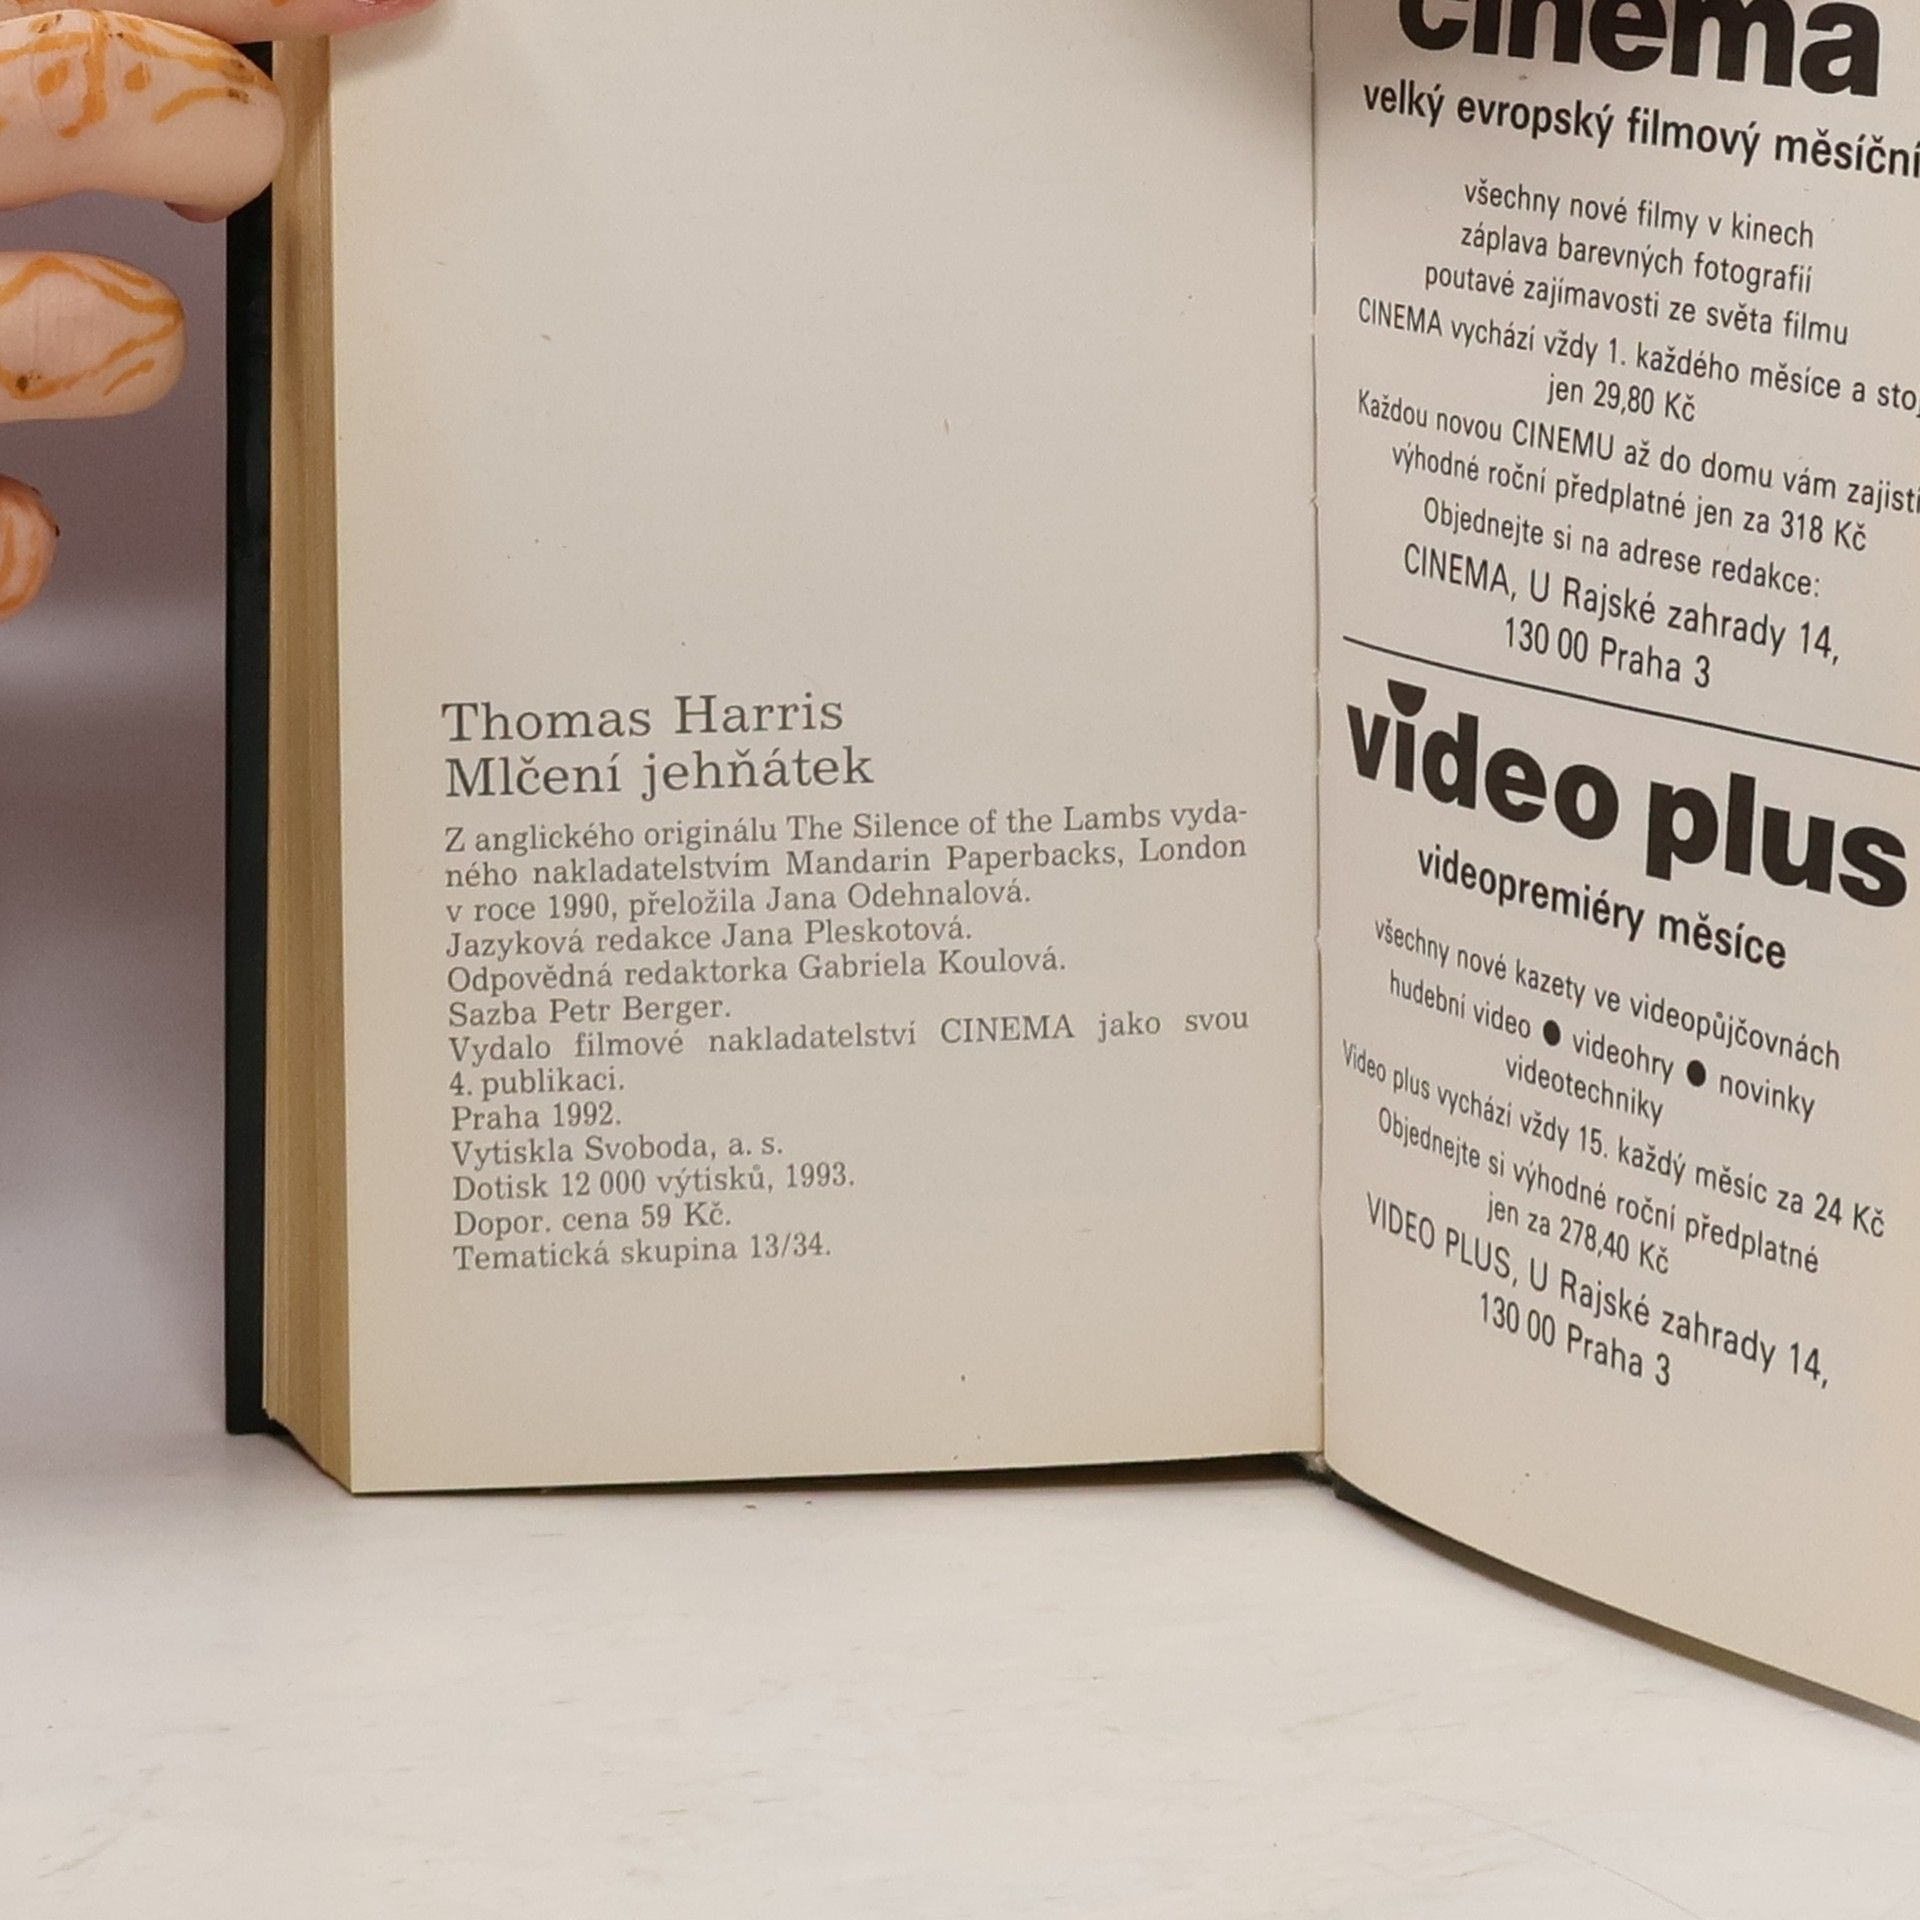 Thomas Harris
Mlčení jehňátek
Z anglického originálu The Silence of the Lambs vyda-
ného nakladatelstvím Mandarin Paperbacks, London
v roce 1990, přeložila Jana Odehnalová.
Jazyková redakce Jana Pleskotová.
Odpovědná redaktorka Gabriela Koulová.
Sazba Petr Berger.
Vydalo filmové nakladatelství CINEMA jako svou
4. publikaci.
Praha 1992.
Vytiskla Svoboda, a. s.
Dotisk 12 000 výtisků, 1993.
Dopor. cena 59 Kč.
Tematická skupina 13/34.
cinema
velký evropský filmový měsíční
všechny nové filmy v kinech
záplava barevných fotografií
poutavé zajímavosti ze světa filmu
CINEMA vychází vždy 1. každého měsíce a stoj
jen 29,80 Kč
Každou novou CINEMU až do domu vám zajistí
výhodné roční předplatné jen za 318 Kč
Objednejte si na adrese redakce:
CINEMA, U Rajské zahrady 14,
130 00 Praha 3
video plus
videopremiéry měsíce
všechny nové kazety ve videopůjčovnách
hudební video ● videohry ● novinky
videotechniky
Video plus vychází vždy 15. každý měsíc za 24 Kč
Objednejte si výhodné roční předplatné
jen za 278,40 Kč
VIDEO PLUS, U Rajské zahrady 14,
130 00 Praha 3